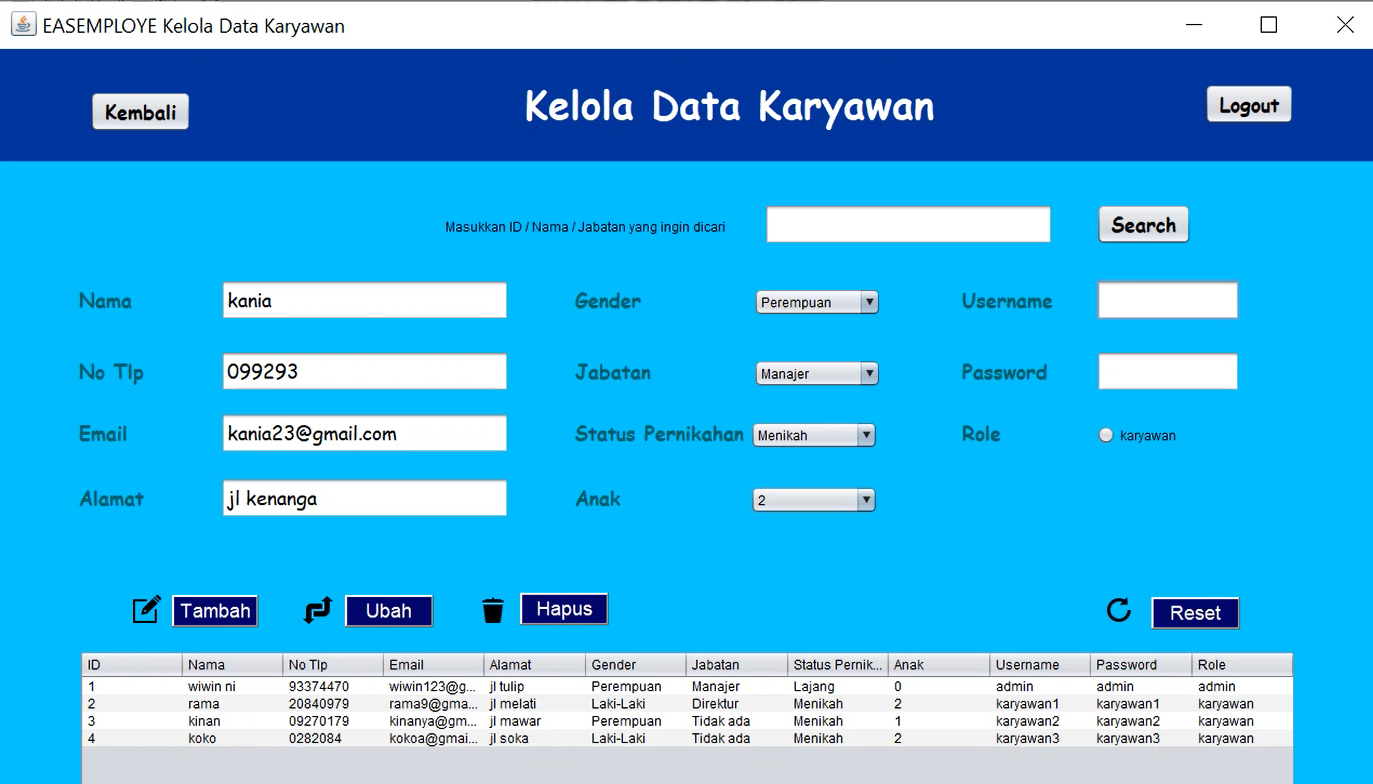 EASEMPLOYE Kelola Data Karyawan
Kembali Kelola Data Karyawan Logout
Masukkan ID / Nama / Jabatan yang ingin dicari Search
Nama kania Gender Perempuan Username
No Tlp 099293 Jabatan Manajer Password
Email kania23@gmail.com Status Pernikahan Menikah Role karyawan
Alamat jl kenanga Anak 2
Tambah Ubah Hapus Reset
ID Nama No Tlp Email Alamat Gender Jabatan Status Pernik... Anak Username Password Role
1 wiwin ni 93374470 wiwin123@g... jl tulip Perempuan Manajer Lajang 0 admin admin admin
2 rama 20840979 rama9@gma... jl melati Laki-Laki Direktur Menikah 2 karyawan1 karyawan1 karyawan
3 kinan 09270179 kinanya@gm... jl mawar Perempuan Tidak ada Menikah 1 karyawan2 karyawan2 karyawan
4 koko 0282084 kokoa@gmai... jl soka Laki-Laki Tidak ada Menikah 2 karyawan3 karyawan3 karyawan